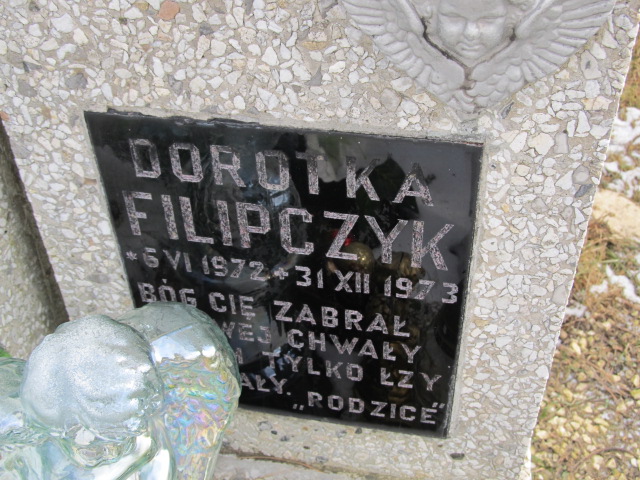 DOROTKA
FILIPCZYK
* 6 VI 1972 + 31 XII 1973
BÓG CIĘ ZABRAŁ
CHWAŁY
TYLKO ŁZY
„RODZICE"